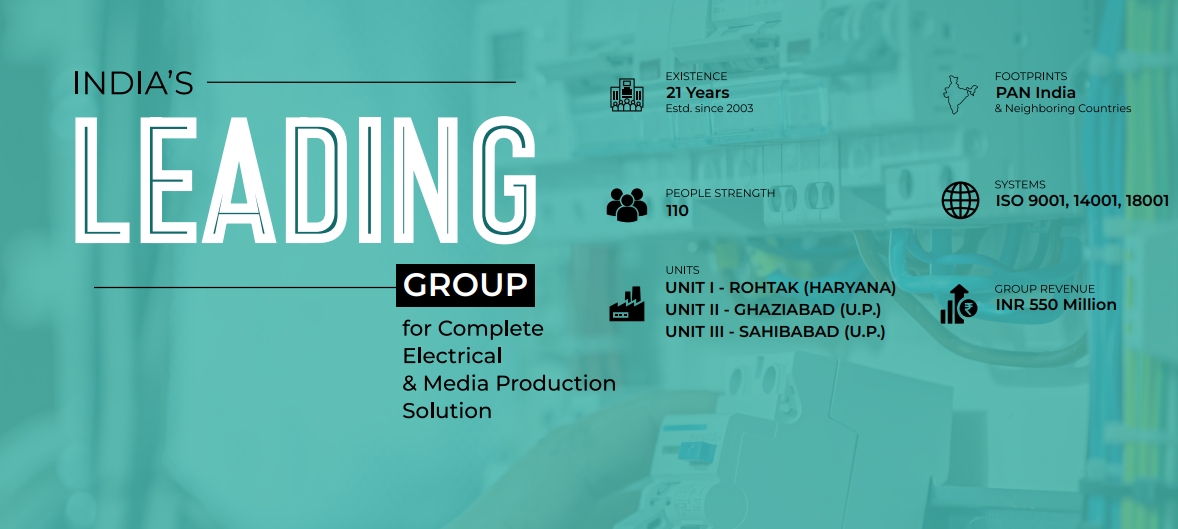 INDIA'S
LEADING
GROUP
for Complete
Electrical
& Media Production
Solution
EXISTENCE
21 Years
Estd. since 2003
FOOTPRINTS
PAN India
& Neighboring Countries
PEOPLE STRENGTH
110
SYSTEMS
ISO 9001, 14001, 18001
UNITS
UNIT I - ROHTAK (HARYANA)
UNIT II - GHAZIABAD (U.P.)
UNIT III - SAHIBABAD (U.P.)
GROUP REVENUE
INR 550 Million
₹